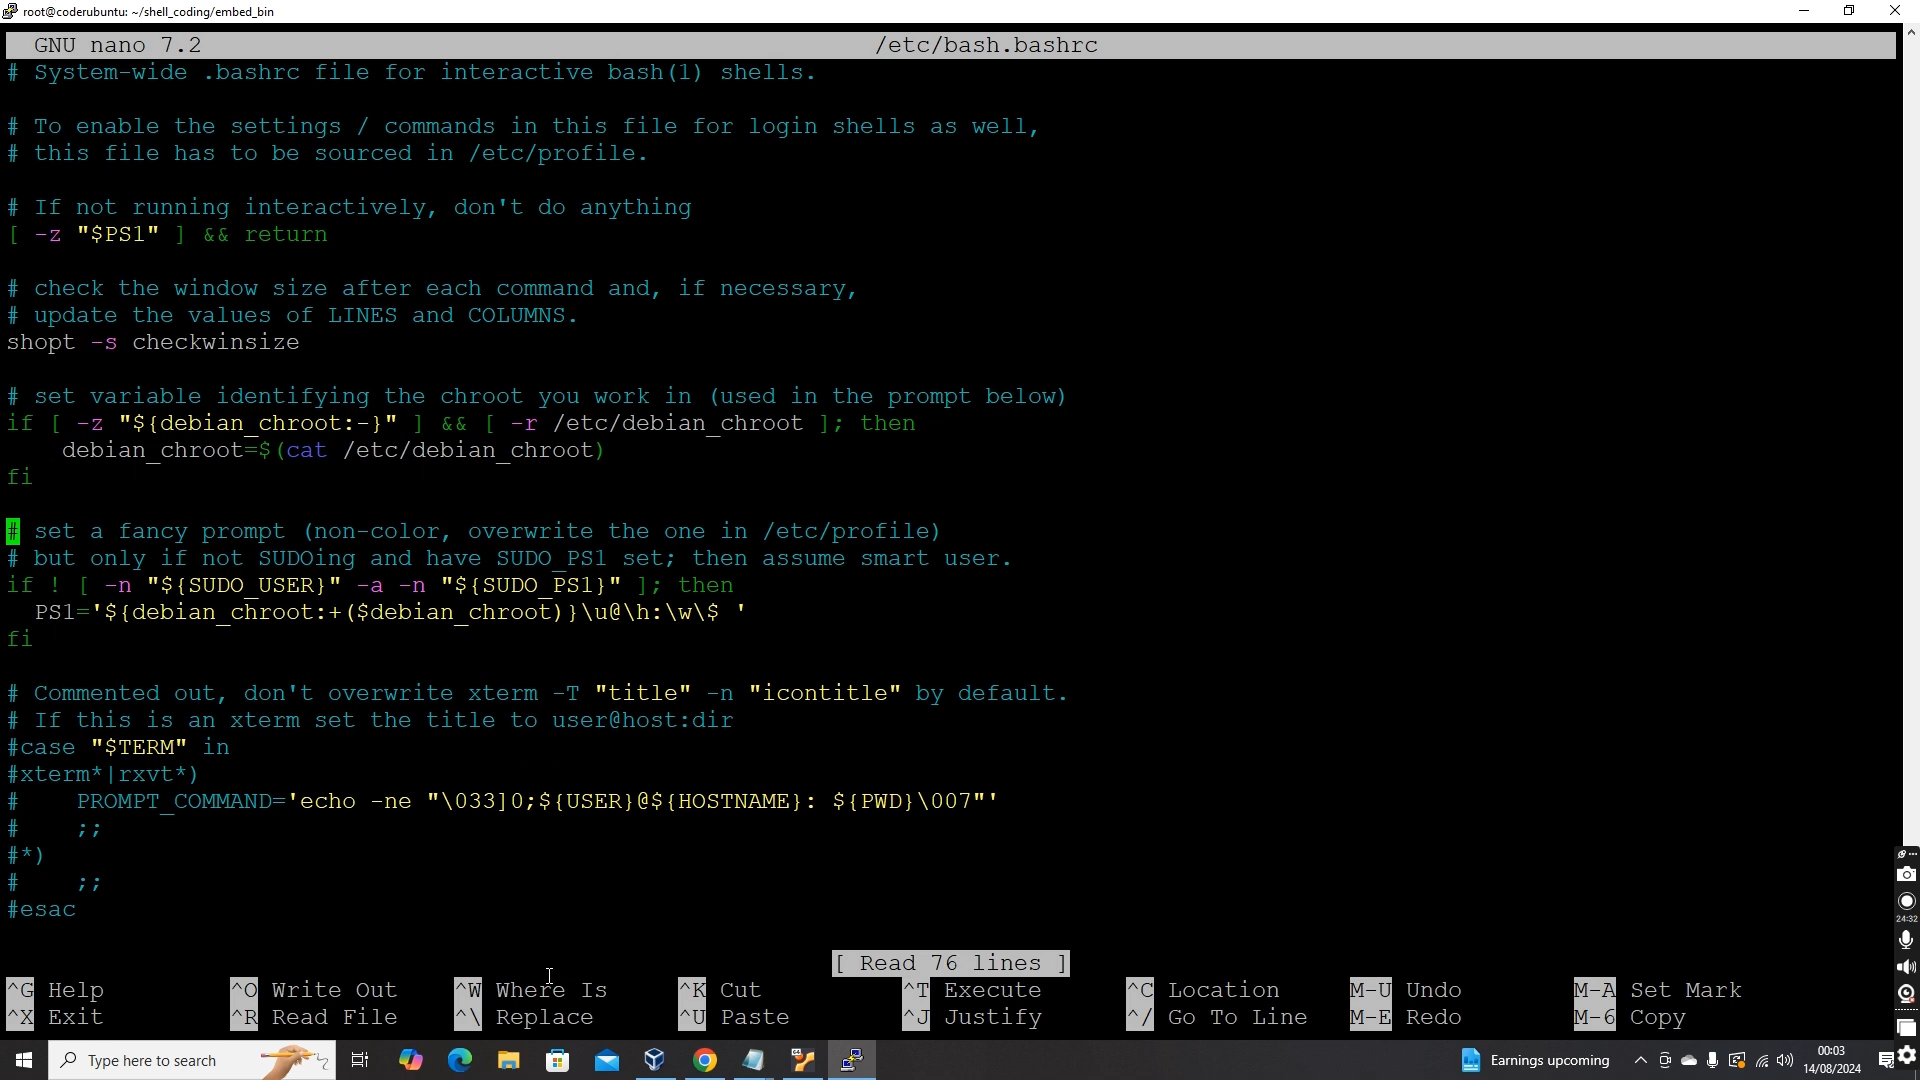 root@coderubuntu: ~/shell_coding/embed_bin
GNU nano 7.2 /etc/bash.bashrc
# System-wide .bashrc file for interactive bash(1) shells.
# To enable the settings / commands in this file for login shells as well,
# this file has to be sourced in /etc/profile.
# If not running interactively, don't do anything
[ -z "$PS1" ] && return
# check the window size after each command and, if necessary,
# update the values of LINES and COLUMNS.
shopt -s checkwinsize
# set variable identifying the chroot you work in (used in the prompt below)
if [ -z "${debian_chroot:-}" ] && [ -r /etc/debian_chroot ]; then
    debian_chroot=$(cat /etc/debian_chroot)
fi
# set a fancy prompt (non-color, overwrite the one in /etc/profile)
# but only if not SUDOing and have SUDO_PS1 set; then assume smart user.
if ! [ -n "${SUDO_USER}" -a -n "${SUDO_PS1}" ]; then
  PS1='${debian_chroot:+($debian_chroot)}\u@\h:\w\$ '
fi
# Commented out, don't overwrite xterm -T "title" -n "icontitle" by default.
# If this is an xterm set the title to user@host:dir
#case "$TERM" in
#xterm*|rxvt*)
#    PROMPT_COMMAND='echo -ne "\033]0;${USER}@${HOSTNAME}: ${PWD}\007"'
#    ;;
#*)
#    ;;
#esac
[ Read 76 lines ]
^G Help ^O Write Out ^W Where Is ^K Cut ^T Execute ^C Location M-U Undo M-A Set Mark
^X Exit ^R Read File ^\ Replace ^U Paste ^J Justify ^/ Go To Line M-E Redo M-6 Copy
24:32
Type here to search
Earnings upcoming
00:03
14/08/2024